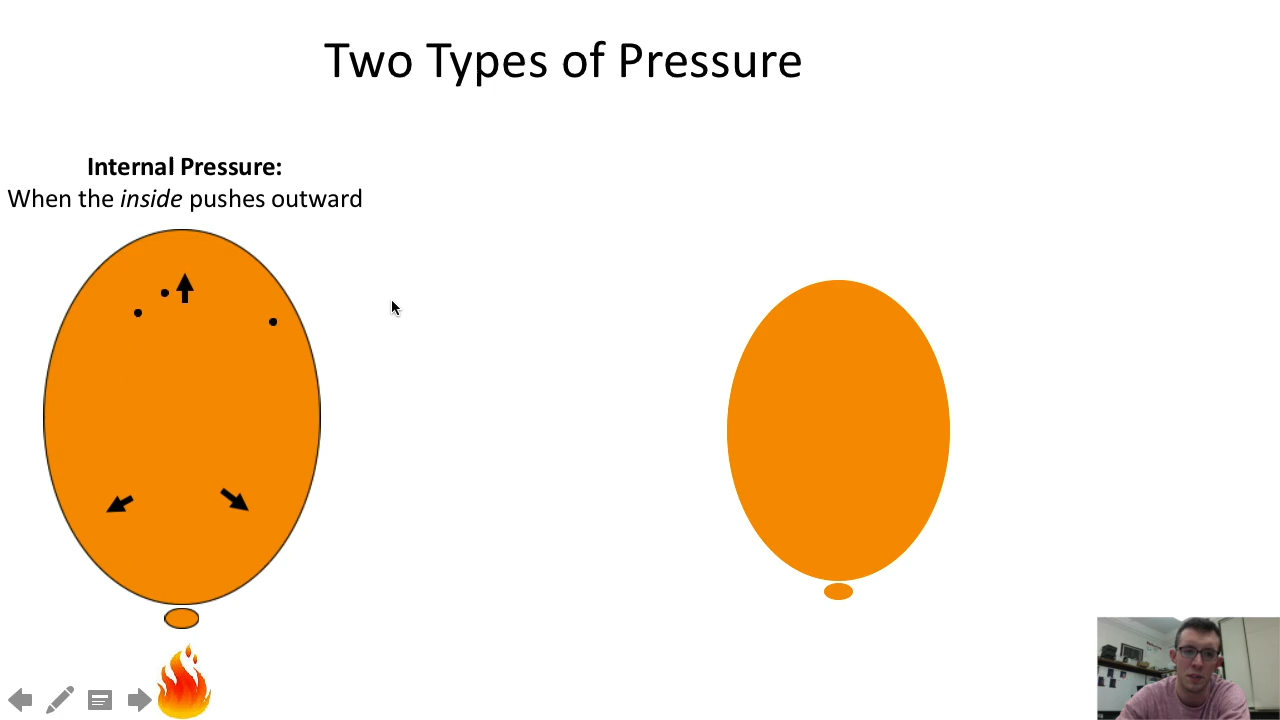 Two Types of Pressure
Internal Pressure:
When the inside pushes outward